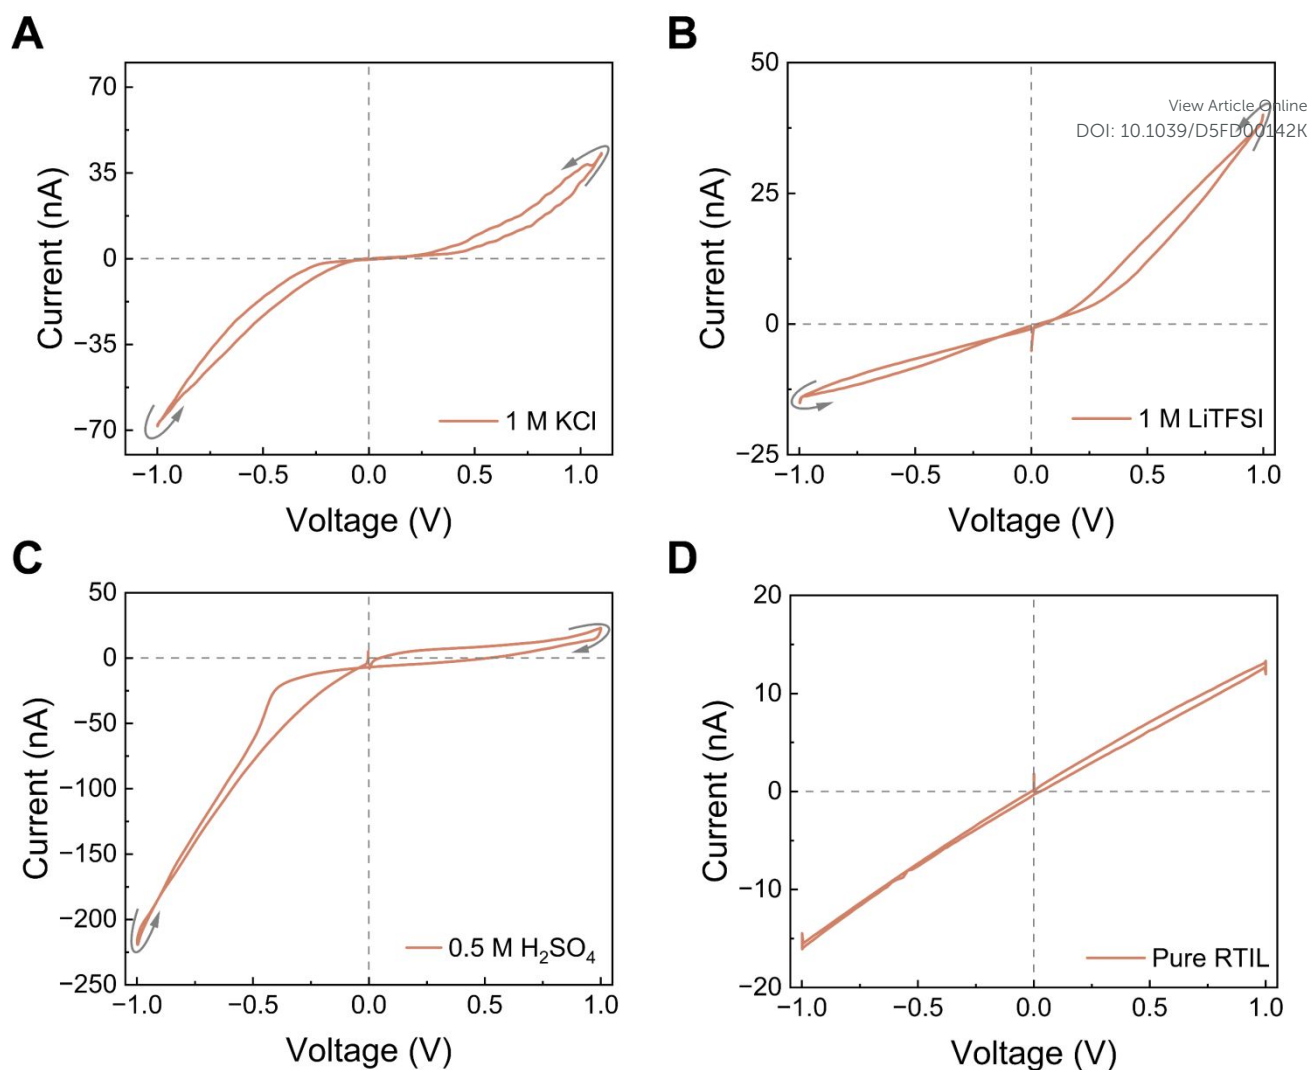 A
Current (nA)
70
35
0
−35
−70
−1.0 −0.5 0.0 0.5 1.0
Voltage (V)
1 M KCl
B
Current (nA)
50
25
0
−25
−1.0 −0.5 0.0 0.5 1.0
Voltage (V)
1 M LiTFSI
View Article Online
DOI: 10.1039/D5FD00142K
C
Current (nA)
50
0
−50
−100
−150
−200
−250
−1.0 −0.5 0.0 0.5 1.0
Voltage (V)
0.5 M H₂SO₄
D
Current (nA)
20
10
0
−10
−20
−1.0 −0.5 0.0 0.5 1.0
Voltage (V)
Pure RTIL